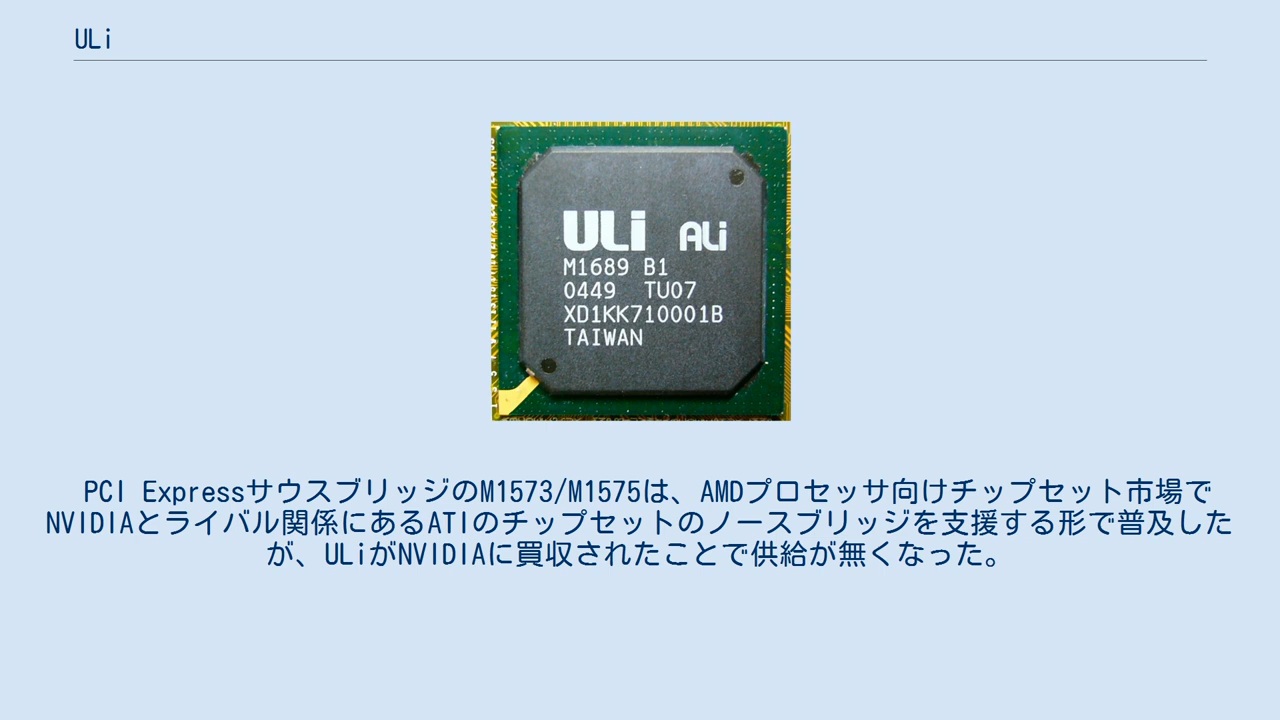 ULi
ULi ALi
M1689 B1
0449 TU07
XD1KK710001B
TAIWAN
PCI ExpressサウスブリッジのM1573/M1575は、AMDプロセッサ向けチップセット市場で
NVIDIAとライバル関係にあるATIのチップセットのノースブリッジを支援する形で普及した
が、ULiがNVIDIAに買収されたことで供給が無くなった。